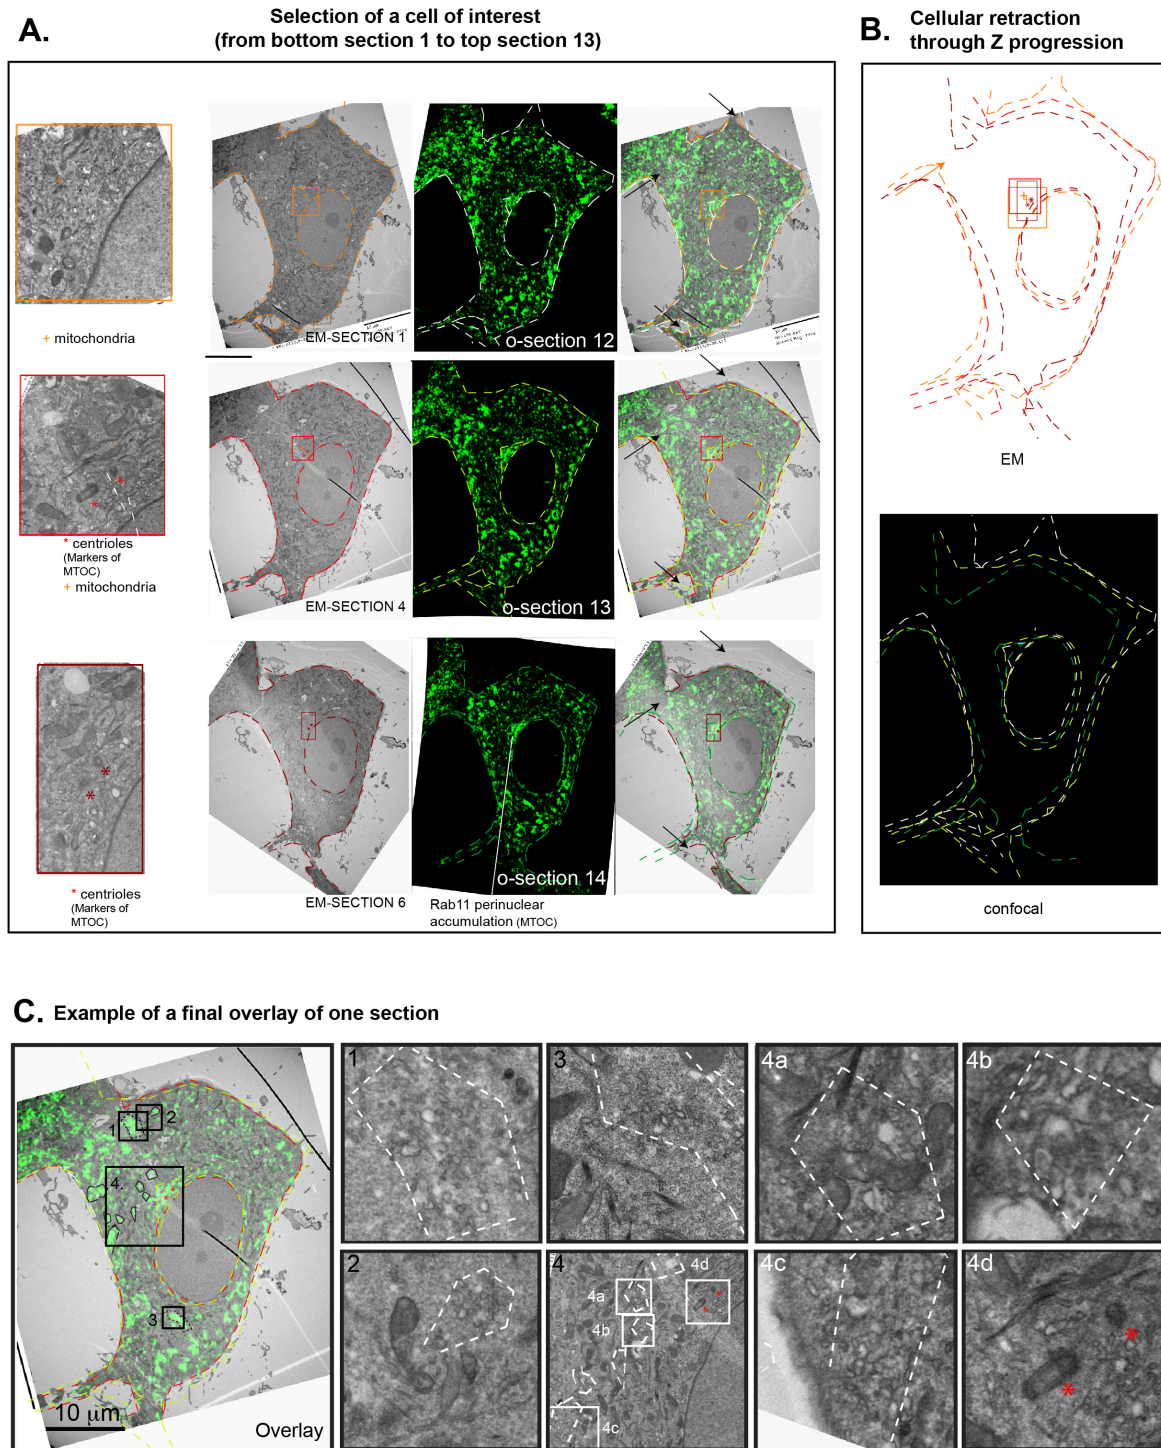 A.
Selection of a cell of interest
(from bottom section 1 to top section 13)
B.
Cellular retraction
through Z progression
+ mitochondria
EM-SECTION 1
o-section 12
* centrioles
(Markers of
MTOC)
+ mitochondria
EM-SECTION 4
o-section 13
* centrioles
(Markers of
MTOC)
EM-SECTION 6
o-section 14
Rab11 perinuclear
accumulation (MTOC)
EM
confocal
C.
Example of a final overlay of one section
1
2
4.
3
10 μm
Overlay
1
3
4a
4b
2
4
4d
4a
4b
4c
4c
4d